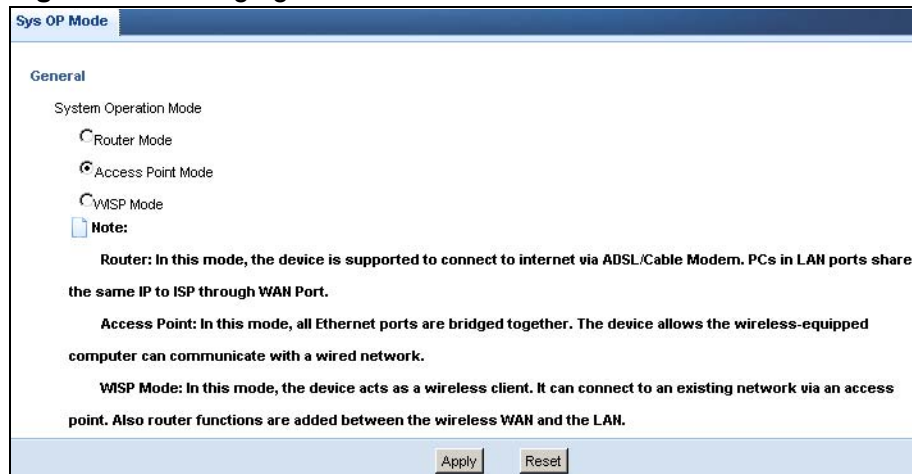 Sys OP Mode
General
System Operation Mode
Router Mode
Access Point Mode
WISP Mode
Note:
Router: In this mode, the device is supported to connect to internet via ADSL/Cable Modem. PCs in LAN ports share
the same IP to ISP through WAN Port.
Access Point: In this mode, all Ethernet ports are bridged together. The device allows the wireless-equipped
computer can communicate with a wired network.
WISP Mode: In this mode, the device acts as a wireless client. It can connect to an existing network via an access
point. Also router functions are added between the wireless WAN and the LAN.
Apply Reset